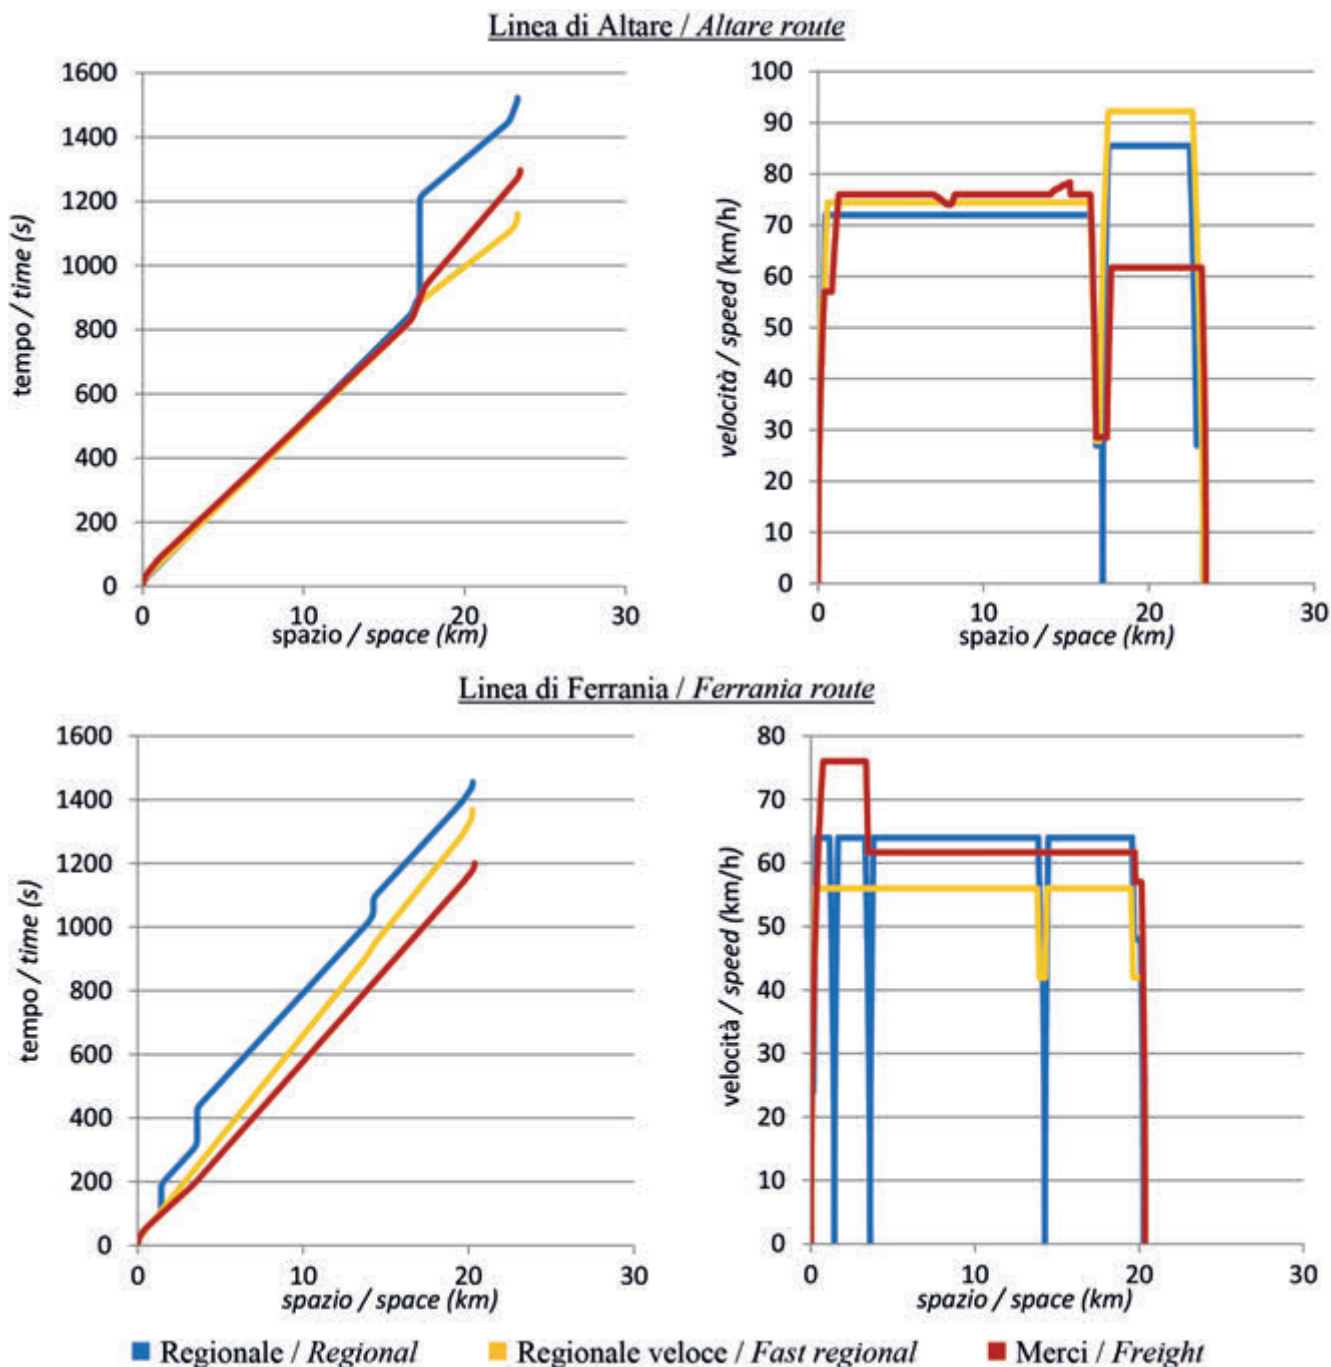 Linea di Altare / Altare route
tempo / time (s)
1600
1400
1200
1000
800
600
400
200
0
0 10 20 30
spazio / space (km)
velocità / speed (km/h)
100
90
80
70
60
50
40
30
20
10
0
0 10 20 30
spazio / space (km)
Linea di Ferrania / Ferrania route
tempo / time (s)
1600
1400
1200
1000
800
600
400
200
0
0 10 20 30
spazio / space (km)
velocità / speed (km/h)
80
70
60
50
40
30
20
10
0
0 10 20 30
spazio / space (km)
Regionale / Regional Regionale veloce / Fast regional Merci / Freight